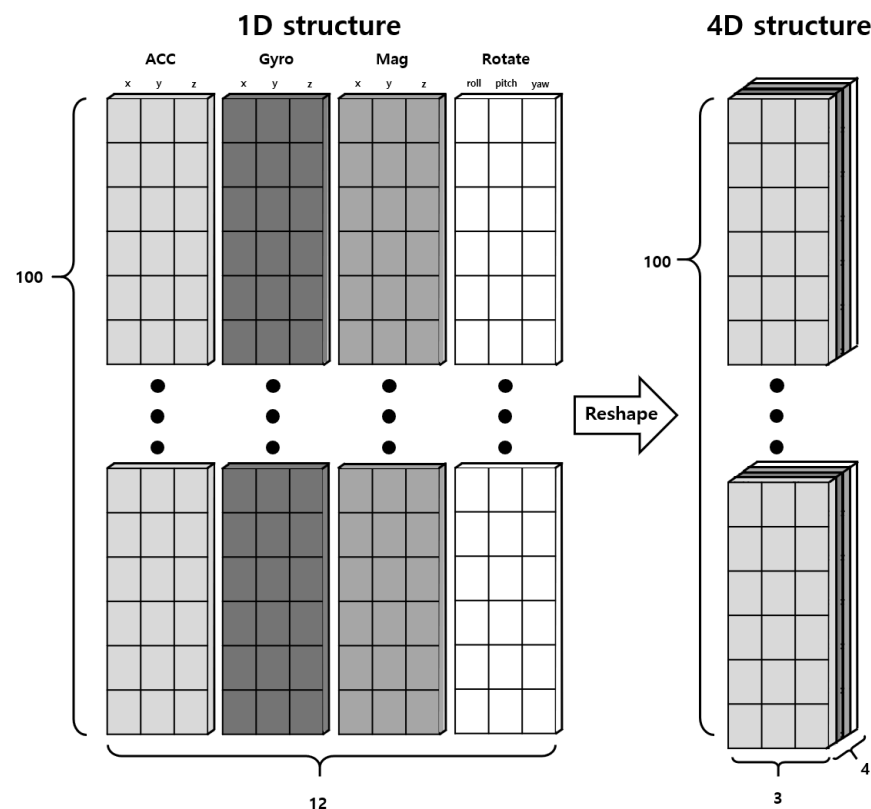 1D structure
4D structure
ACC Gyro Mag Rotate
x y z x y z x y z roll pitch yaw
100
100
Reshape
12
3
4